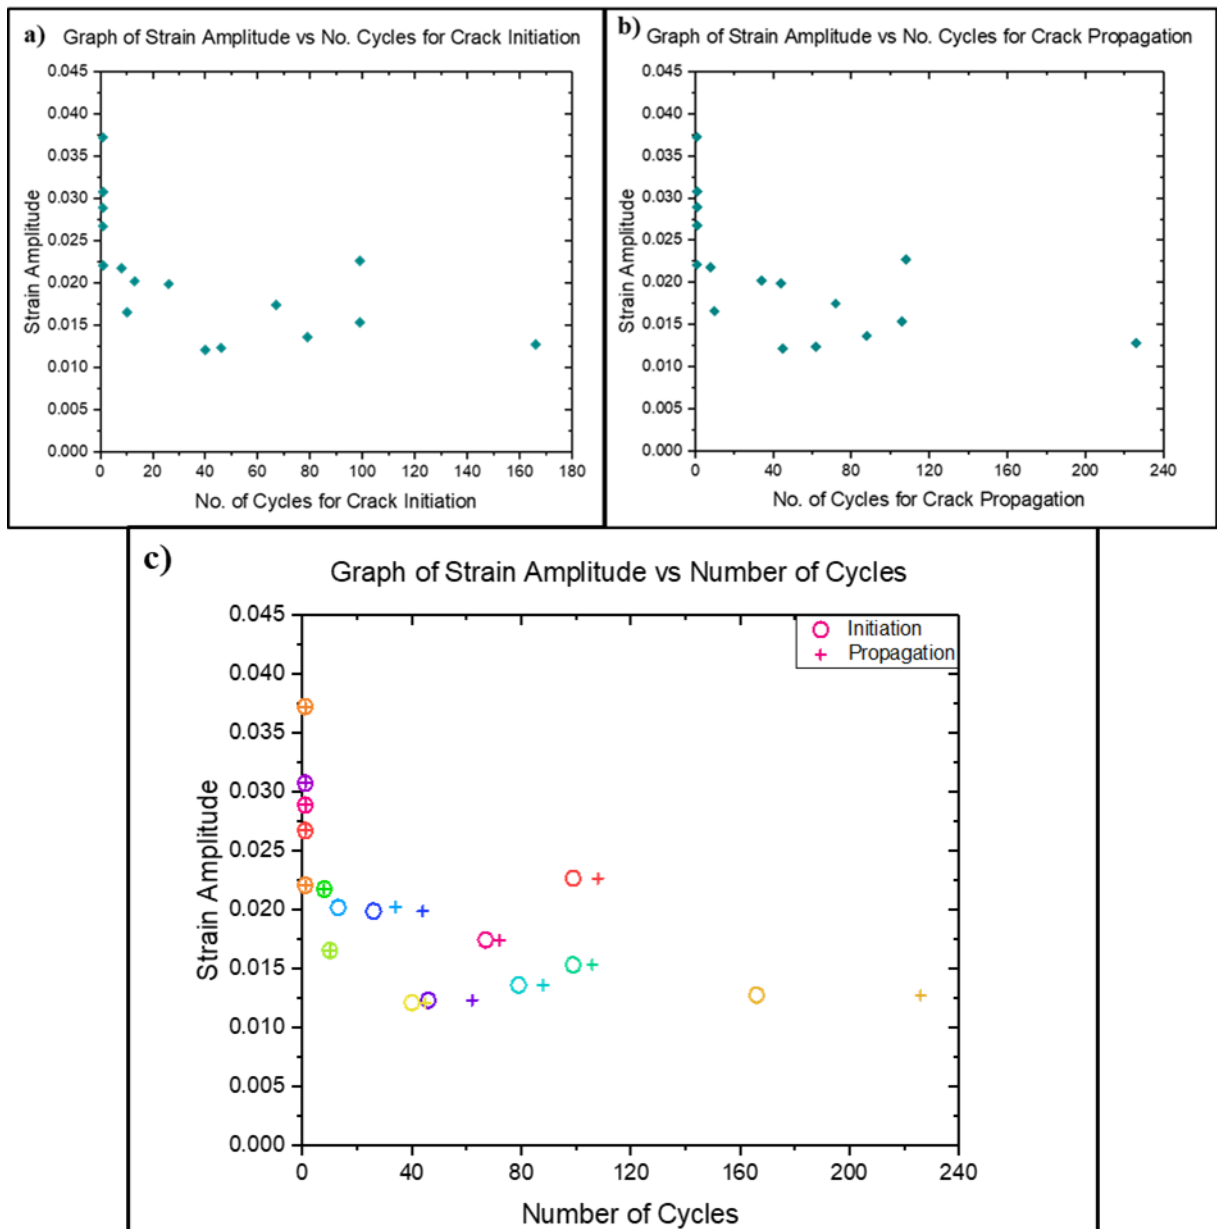 a) Graph of Strain Amplitude vs No. Cycles for Crack Initiation
0.045
0.040
0.035
0.030
0.025
0.020
0.015
0.010
0.005
0.000
Strain Amplitude
0 20 40 60 80 100 120 140 160 180
No. of Cycles for Crack Initiation
b) Graph of Strain Amplitude vs No. Cycles for Crack Propagation
0.045
0.040
0.035
0.030
0.025
0.020
0.015
0.010
0.005
0.000
Strain Amplitude
0 40 80 120 160 200 240
No. of Cycles for Crack Propagation
c)
Graph of Strain Amplitude vs Number of Cycles
Initiation
Propagation
0.045
0.040
0.035
0.030
0.025
0.020
0.015
0.010
0.005
0.000
Strain Amplitude
0 40 80 120 160 200 240
Number of Cycles